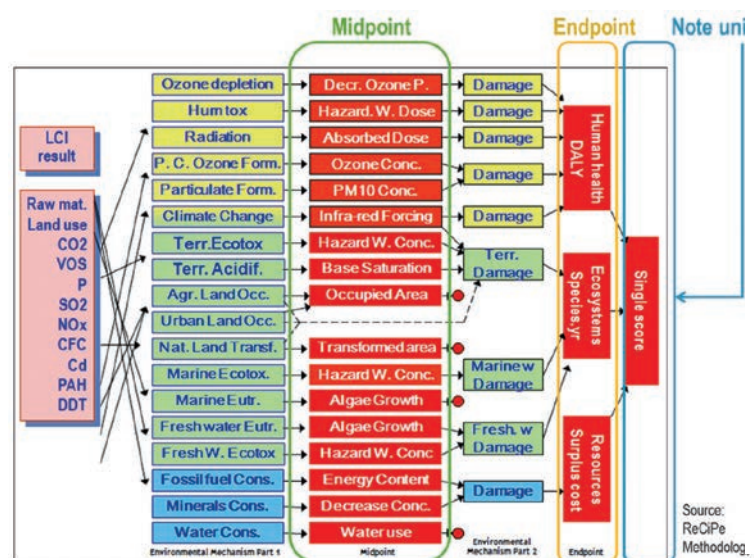 Midpoint
Endpoint
Note uni
LCI
result
Raw mat.
Land use
CO2
VOS
P
SO2
NOx
CFC
Cd
PAH
DDT
Ozone depletion
Hum tox
Radiation
P. C. Ozone Form.
Particulate Form.
Climate Change
Terr. Ecotox
Terr. Acidif.
Agr. Land Occ.
Urban Land Occ.
Nat. Land Transf.
Marine Ecotox.
Marine Eutr.
Freshwater Eutr.
Fresh W. Ecotox
Fossil fuel Cons.
Minerals Cons.
Water Cons.
Environmental Mechanism Part 1
Decr. Ozone P.
Hazard. W. Dose
Absorbed Dose
Ozone Conc.
PM10 Conc.
Infra-red Forcing
Hazard W. Conc.
Base Saturation
Occupied Area
Transformed area
Hazard W. Conc.
Algae Growth
Algae Growth
Hazard W. Conc
Energy Content
Decrease Conc.
Water use
Midpoint
Damage
Damage
Damage
Damage
Damage
Terr.
Damage
Marine w
Damage
Fresh. w
Damage
Damage
Environmental
Mechanism Part 2
Human health
DALY
Ecosystems
Species,yr
Resources
Surplus cost
Endpoint
Single score
Source:
ReCiPe
Methodolog